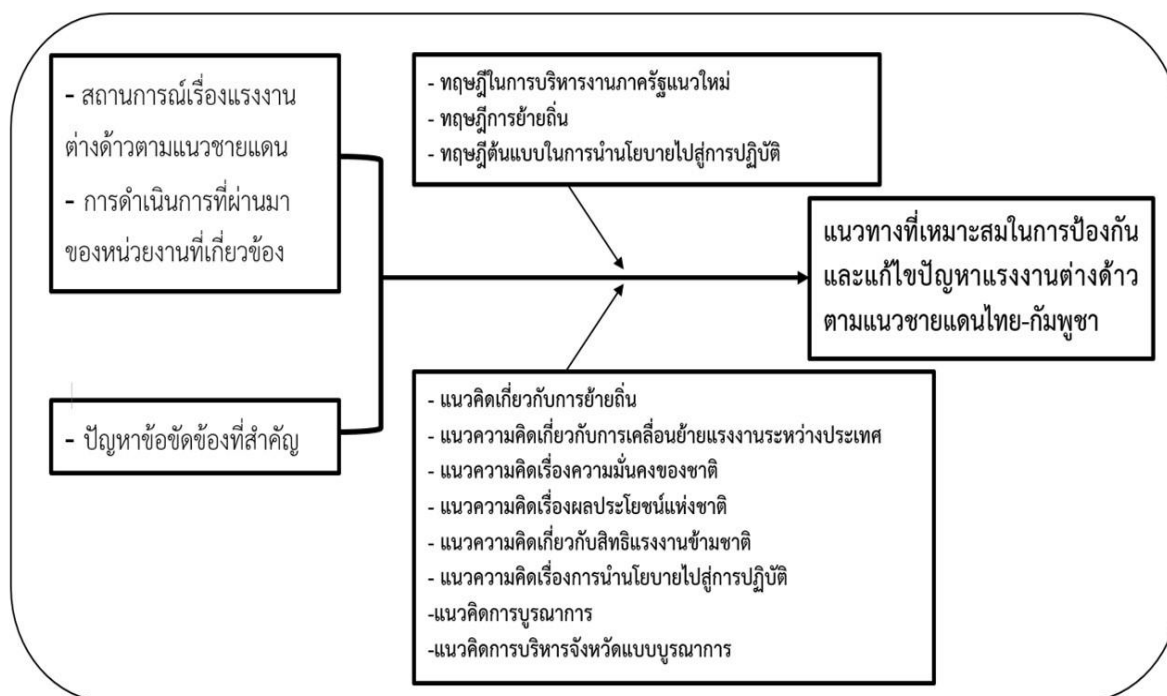 - สถานการณ์เรื่องแรงงาน
ต่างด้าวตามแนวชายแดน
- การดำเนินการที่ผ่านมา
ของหน่วยงานที่เกี่ยวข้อง
- ปัญหาข้อขัดข้องที่สำคัญ
- ทฤษฎีในการบริหารงานภาครัฐแนวใหม่
- ทฤษฎีการย้ายถิ่น
- ทฤษฎีต้นแบบในการนำนโยบายไปสู่การปฏิบัติ
- แนวคิดเกี่ยวกับการย้ายถิ่น
- แนวความคิดเกี่ยวกับการเคลื่อนย้ายแรงงานระหว่างประเทศ
- แนวความคิดเรื่องความมั่นคงของชาติ
- แนวความคิดเรื่องผลประโยชน์แห่งชาติ
- แนวความคิดเกี่ยวกับสิทธิแรงงานข้ามชาติ
- แนวความคิดเรื่องการนำนโยบายไปสู่การปฏิบัติ
-แนวคิดการบูรณาการ
-แนวคิดการบริหารจังหวัดแบบบูรณาการ
แนวทางที่เหมาะสมในการป้องกัน
และแก้ไขปัญหาแรงงานต่างด้าว
ตามแนวชายแดนไทย-กัมพูชา